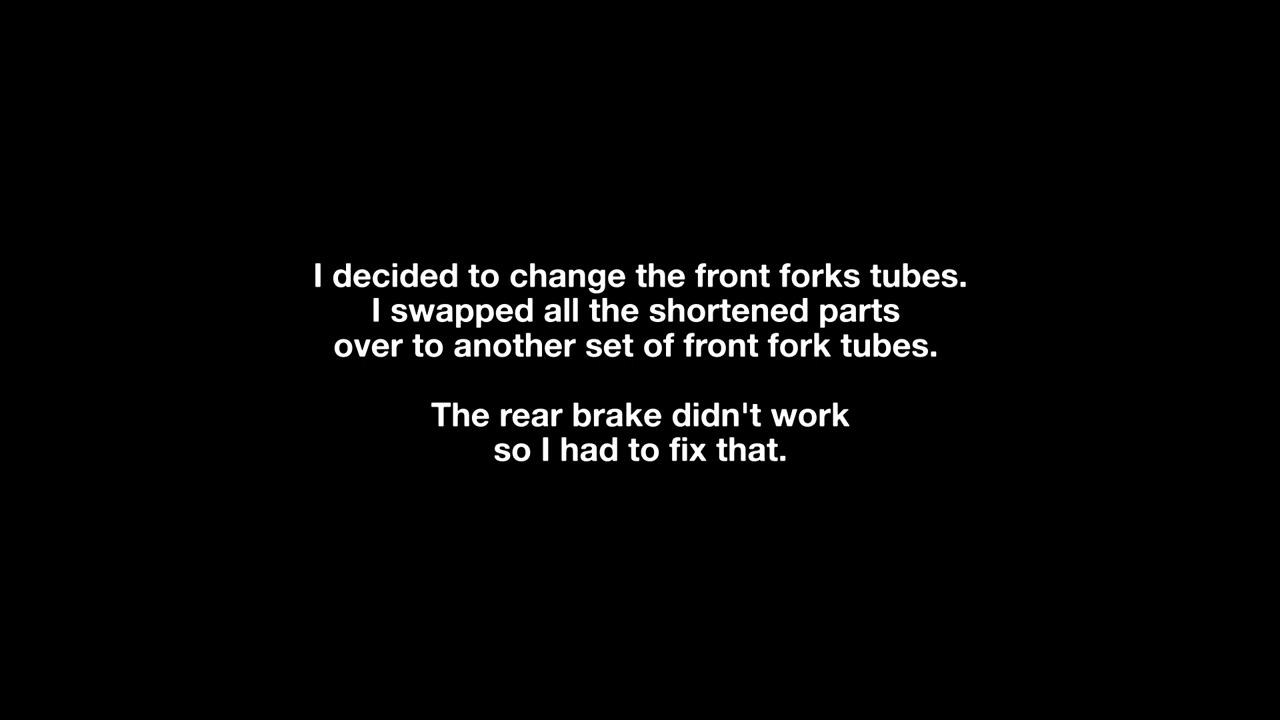 I decided to change the front forks tubes.
I swapped all the shortened parts
over to another set of front fork tubes.
The rear brake didn't work
so I had to fix that.